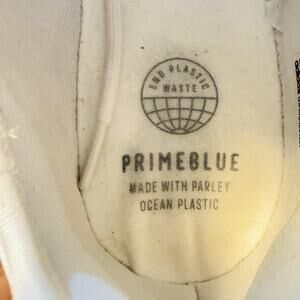 END PLASTIC
WASTE
PRIMEBLUE
MADE WITH PARLEY
OCEAN PLASTIC